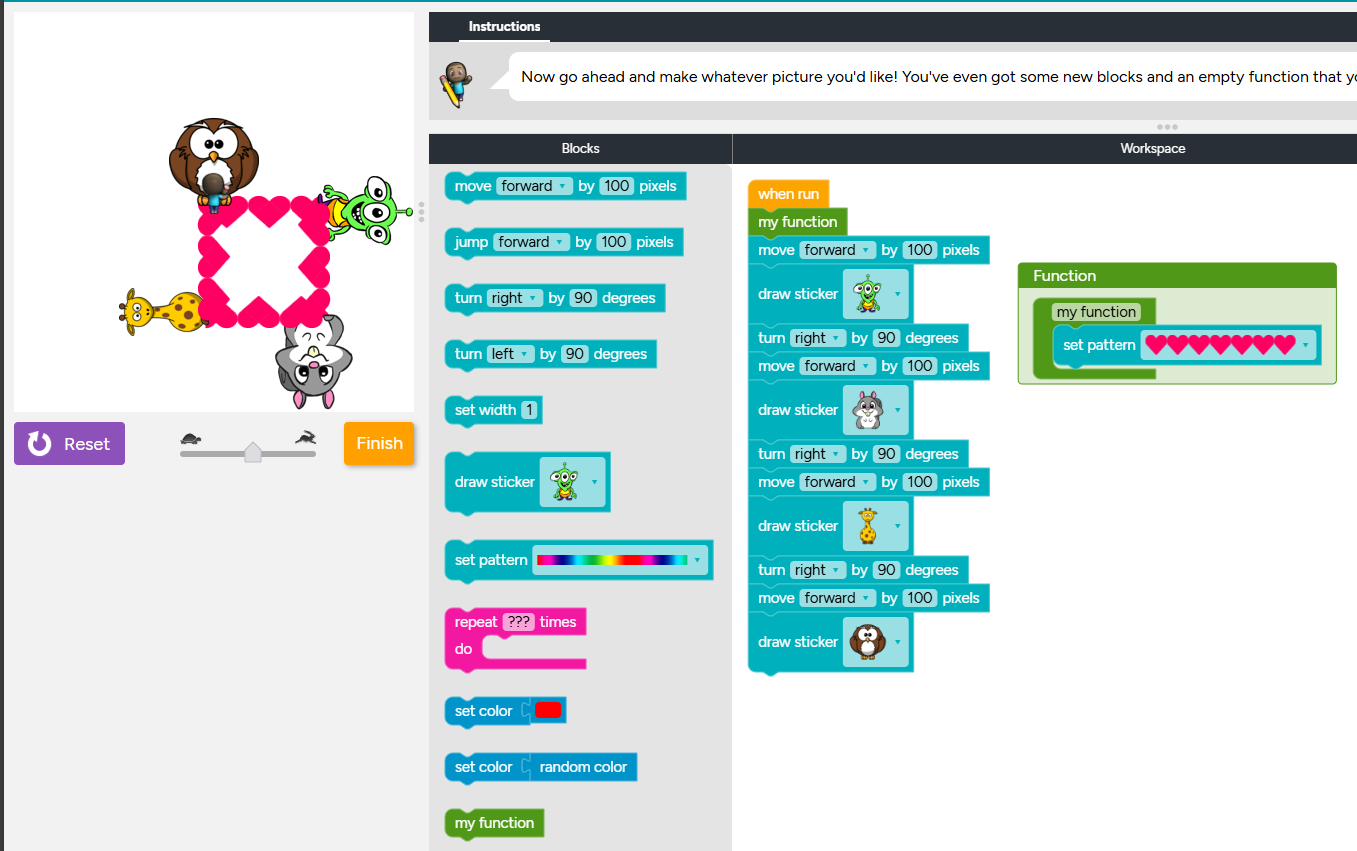 Instructions
Now go ahead and make whatever picture you'd like! You've even got some new blocks and an empty function that
Blocks
Workspace
Reset
Finish
move forward by 100 pixels
jump forward by 100 pixels
turn right by 90 degrees
turn left by 90 degrees
set width 1
draw sticker
set pattern
repeat ??? times
do
set color
set color random color
my function
when run
my function
move forward by 100 pixels
draw sticker
turn right by 90 degrees
move forward by 100 pixels
draw sticker
turn right by 90 degrees
move forward by 100 pixels
draw sticker
turn right by 90 degrees
move forward by 100 pixels
draw sticker
Function
my function
set pattern